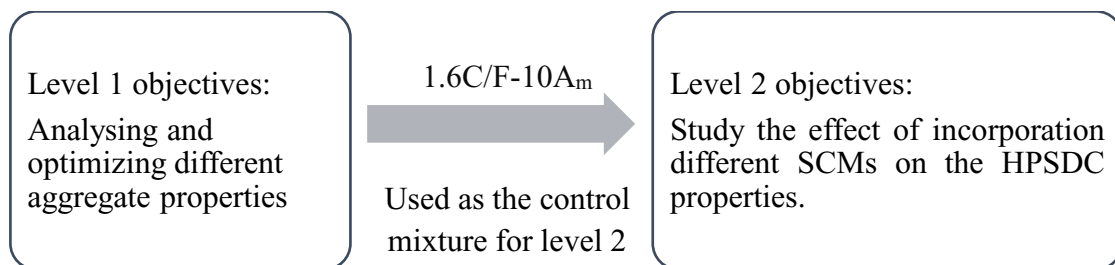 Level 1 objectives:
Analysing and
optimizing different
aggregate properties
1.6C/F-10Aₘ
Used as the control
mixture for level 2
Level 2 objectives:
Study the effect of incorporation
different SCMs on the HPSDC
properties.